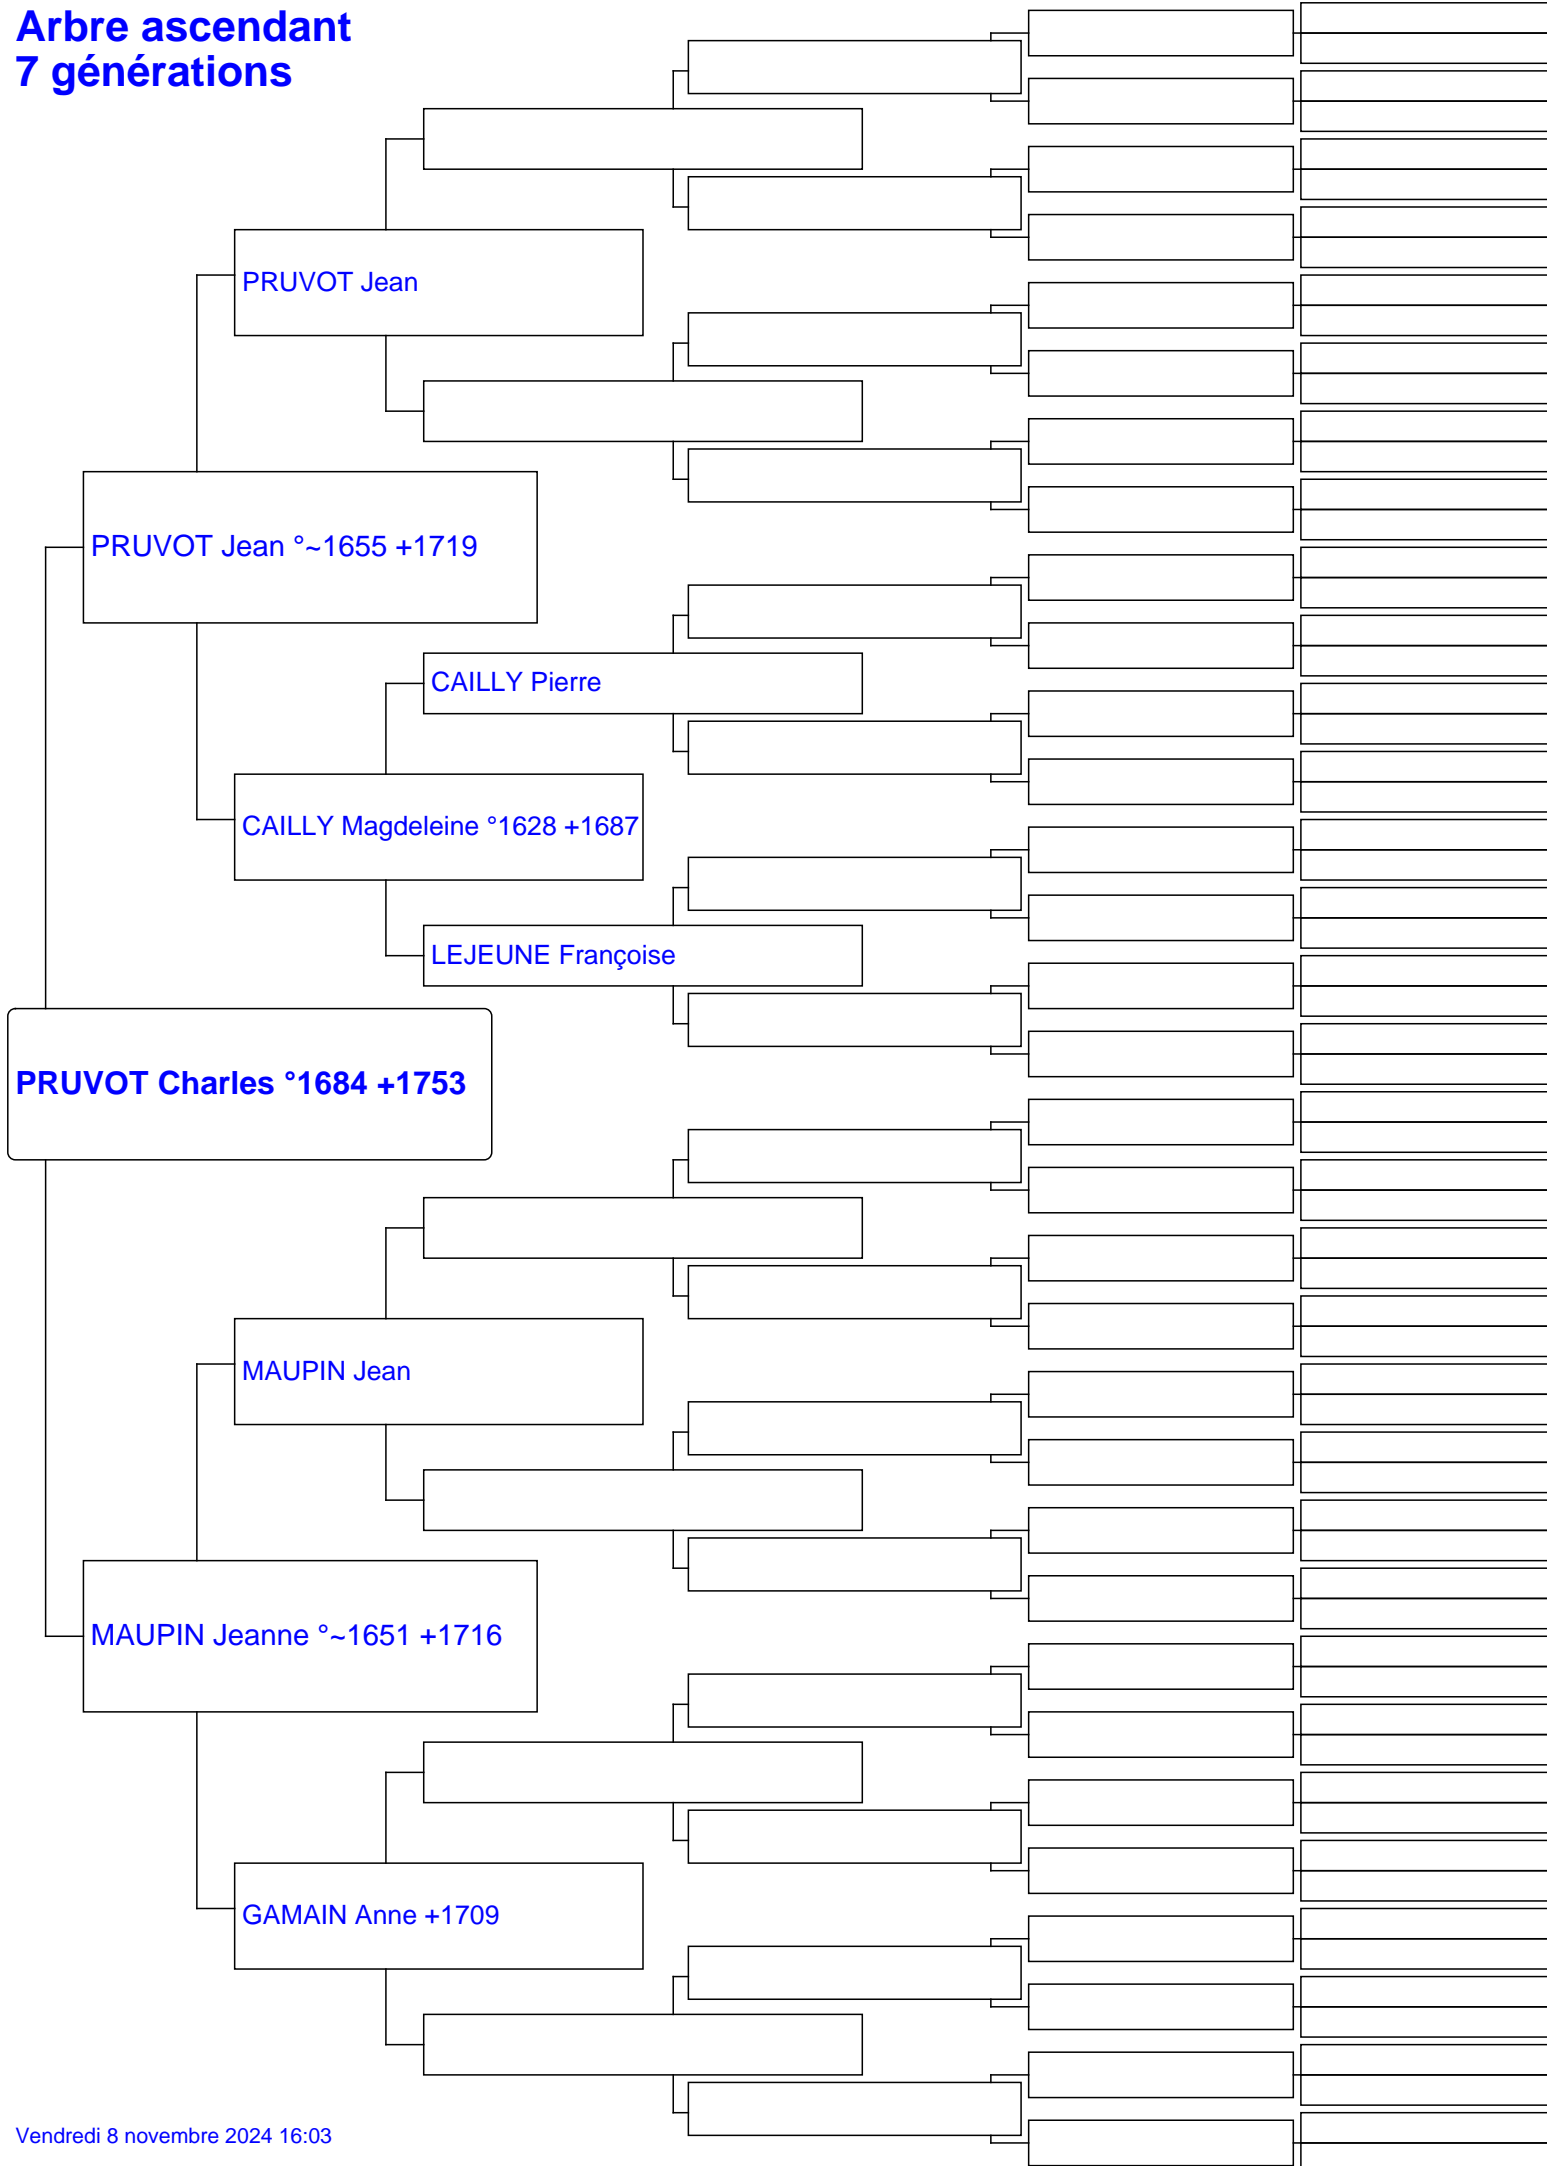 Arbre ascendant
7 générations
PRUVOT Jean
PRUVOT Jean °~1655 +1719
CAILLY Pierre
CAILLY Magdeleine °1628 +1687
LEJEUNE Françoise
PRUVOT Charles °1684 +1753
MAUPIN Jean
MAUPIN Jeanne °~1651 +1716
GAMAIN Anne +1709
Vendredi 8 novembre 2024 16:03